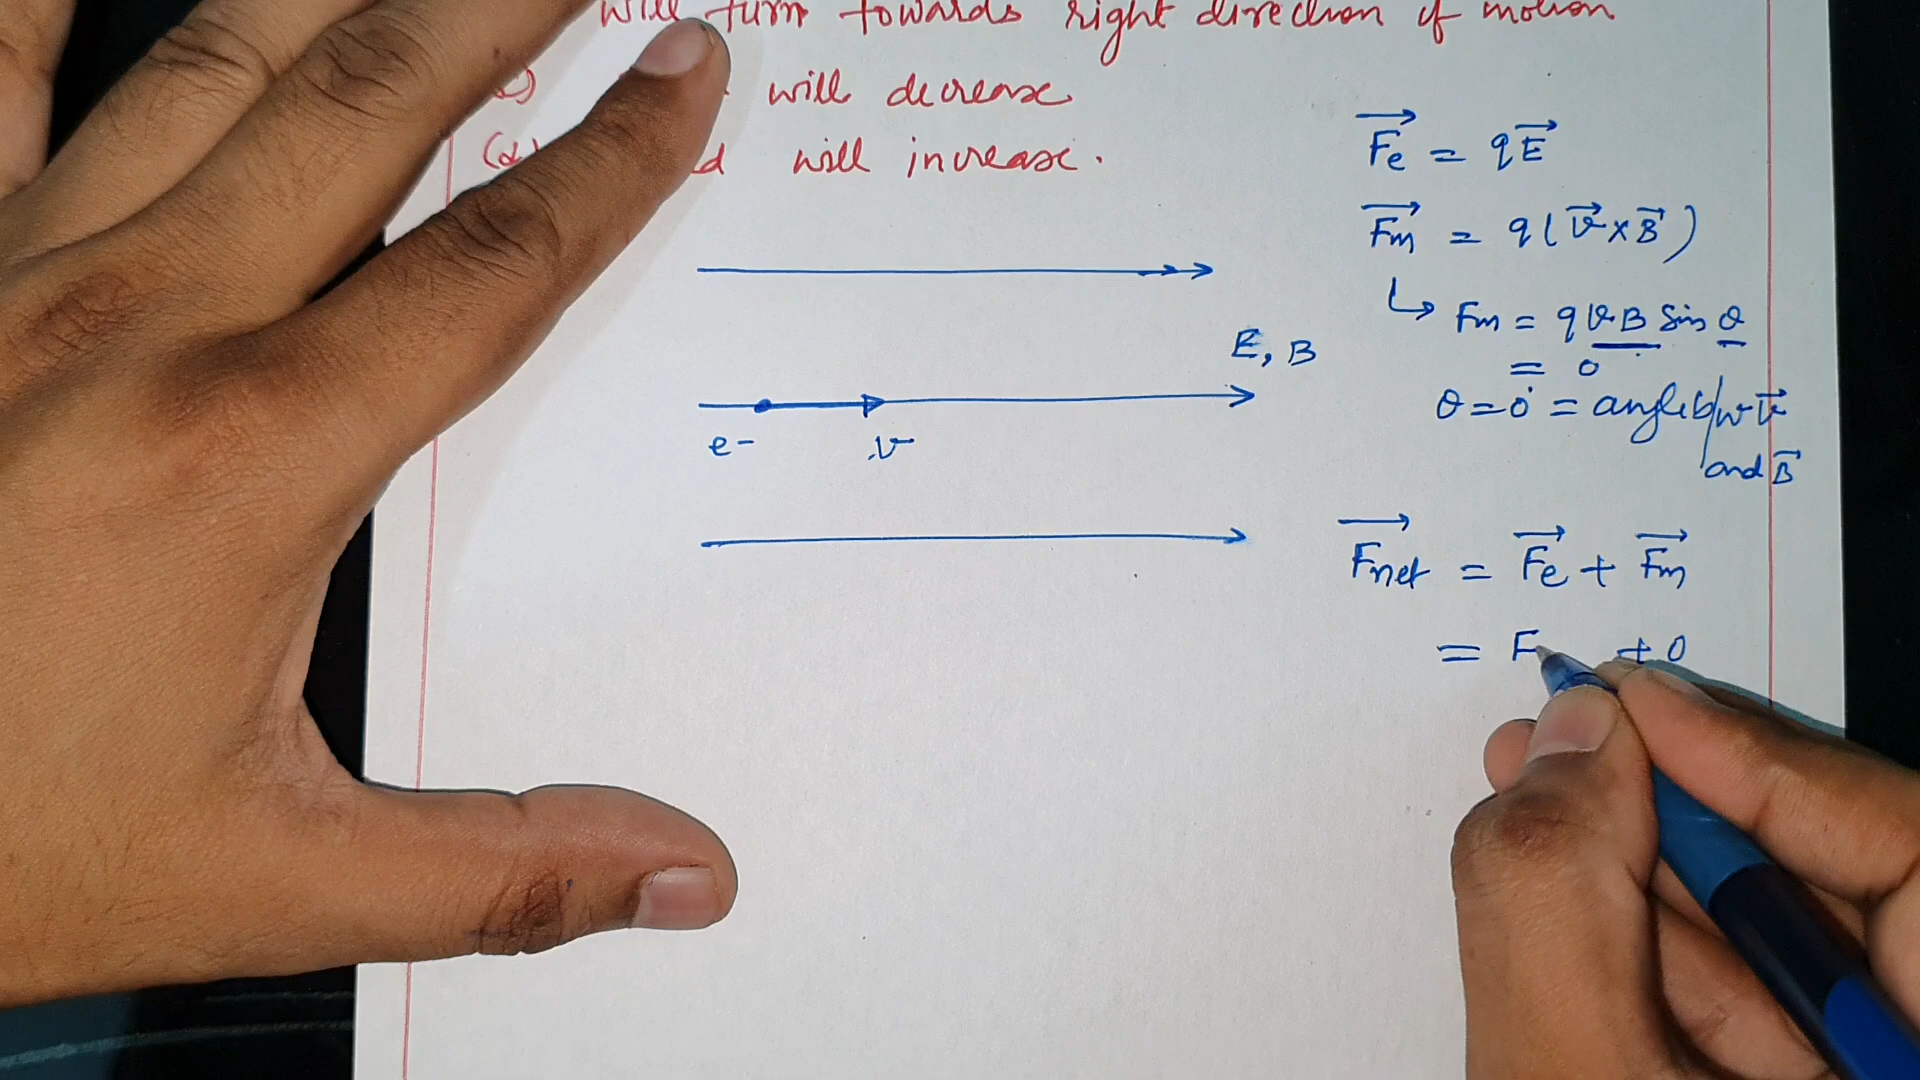 will turn towards right direction of motion
will decrease
(d) will increase.
E, B
e- v
Fe = qE
Fm = q(v×B)
↳ Fm = qvB Sin θ
= 0
θ = 0° = angle b/w v
and B
Fnet = Fe + Fm
= F + 0